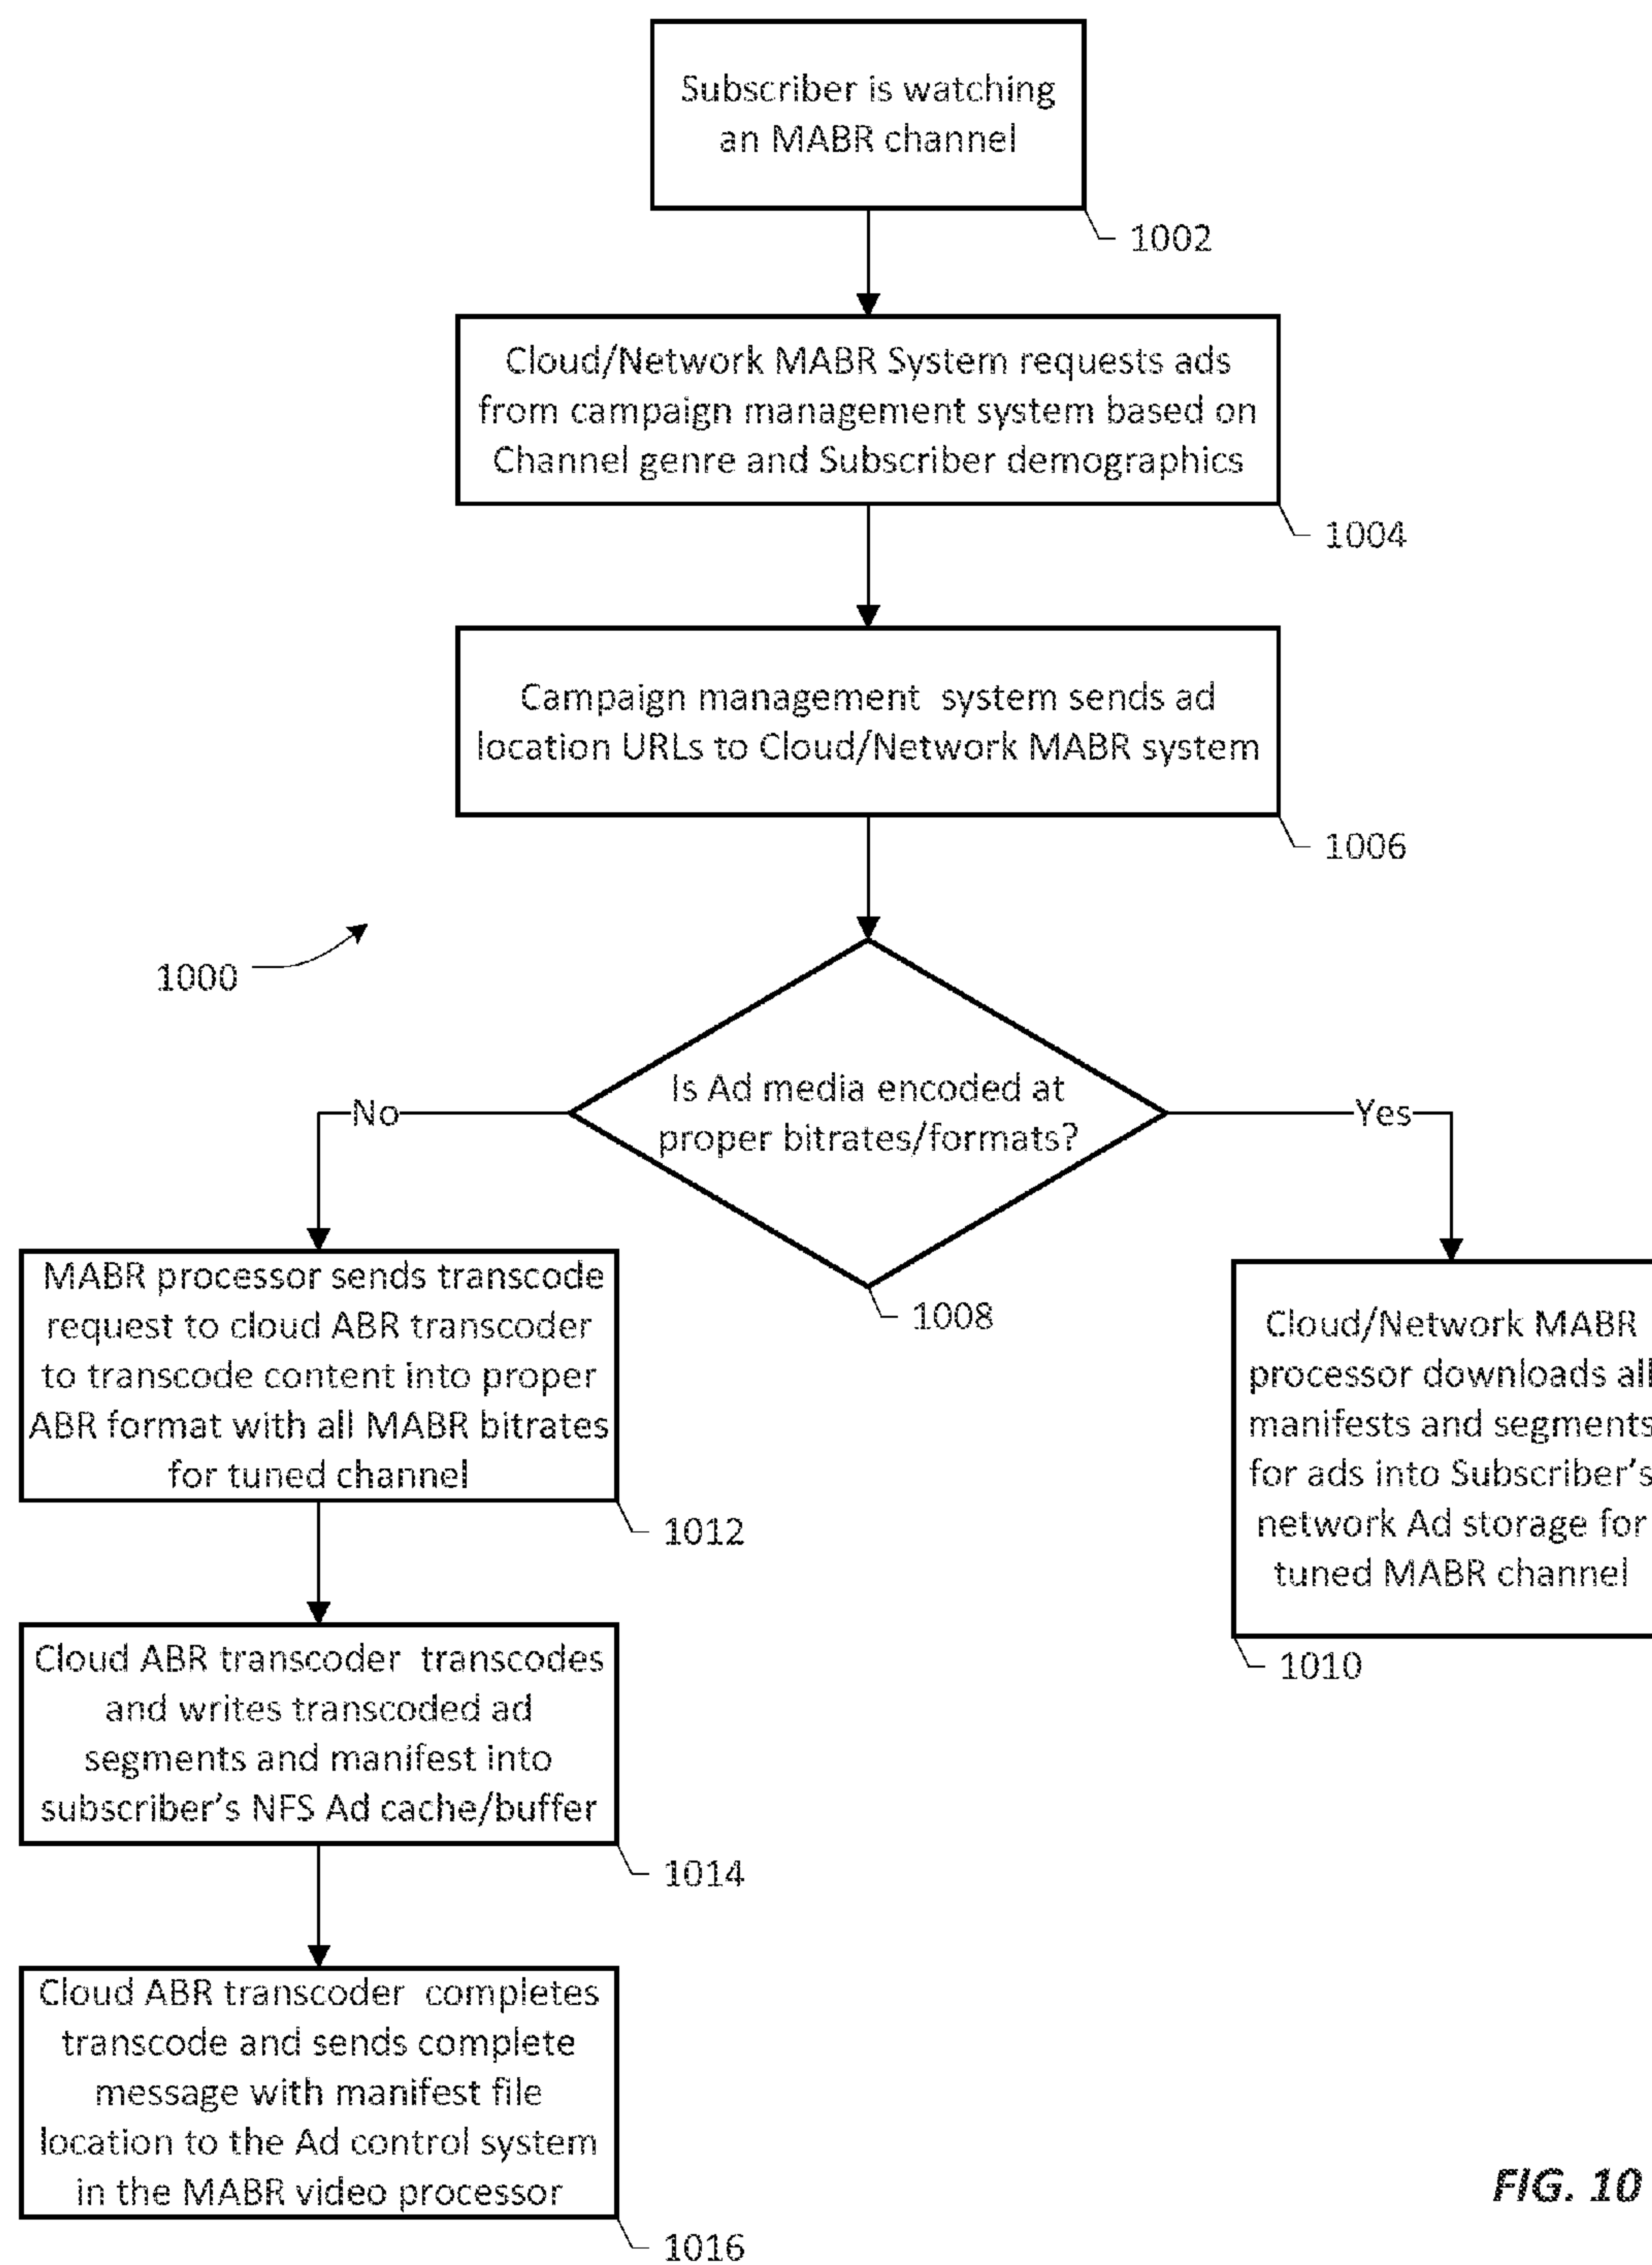 Subscriber is watching
an MABR channel
1002
Cloud/Network MABR System requests ads
from campaign management system based on
Channel genre and Subscriber demographics
1004
Campaign management system sends ad
location URLs to Cloud/Network MABR system
1006
1000
Is Ad media encoded at
proper bitrates/formats?
1008
No
Yes
MABR processor sends transcode
request to cloud ABR transcoder
to transcode content into proper
ABR format with all MABR bitrates
for tuned channel
1012
Cloud/Network MABR
processor downloads all
manifests and segments
for ads into Subscriber's
network Ad storage for
tuned MABR channel
1010
Cloud ABR transcoder transcodes
and writes transcoded ad
segments and manifest into
subscriber's NFS Ad cache/buffer
1014
Cloud ABR transcoder completes
transcode and sends complete
message with manifest file
location to the Ad control system
in the MABR video processor
1016
FIG. 10